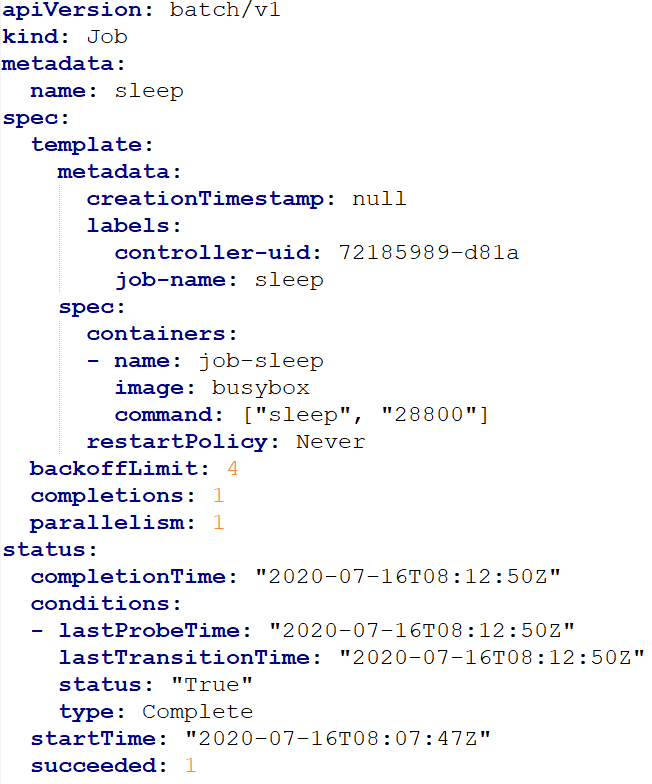 apiVersion: batch/v1
kind: Job
metadata:
  name: sleep
spec:
  template:
    metadata:
      creationTimestamp: null
      labels:
        controller-uid: 72185989-d81a
        job-name: sleep
    spec:
      containers:
      - name: job-sleep
        image: busybox
        command: ["sleep", "28800"]
      restartPolicy: Never
  backoffLimit: 4
  completions: 1
  parallelism: 1
status:
  completionTime: "2020-07-16T08:12:50Z"
  conditions:
  - lastProbeTime: "2020-07-16T08:12:50Z"
    lastTransitionTime: "2020-07-16T08:12:50Z"
    status: "True"
    type: Complete
  startTime: "2020-07-16T08:07:47Z"
  succeeded: 1